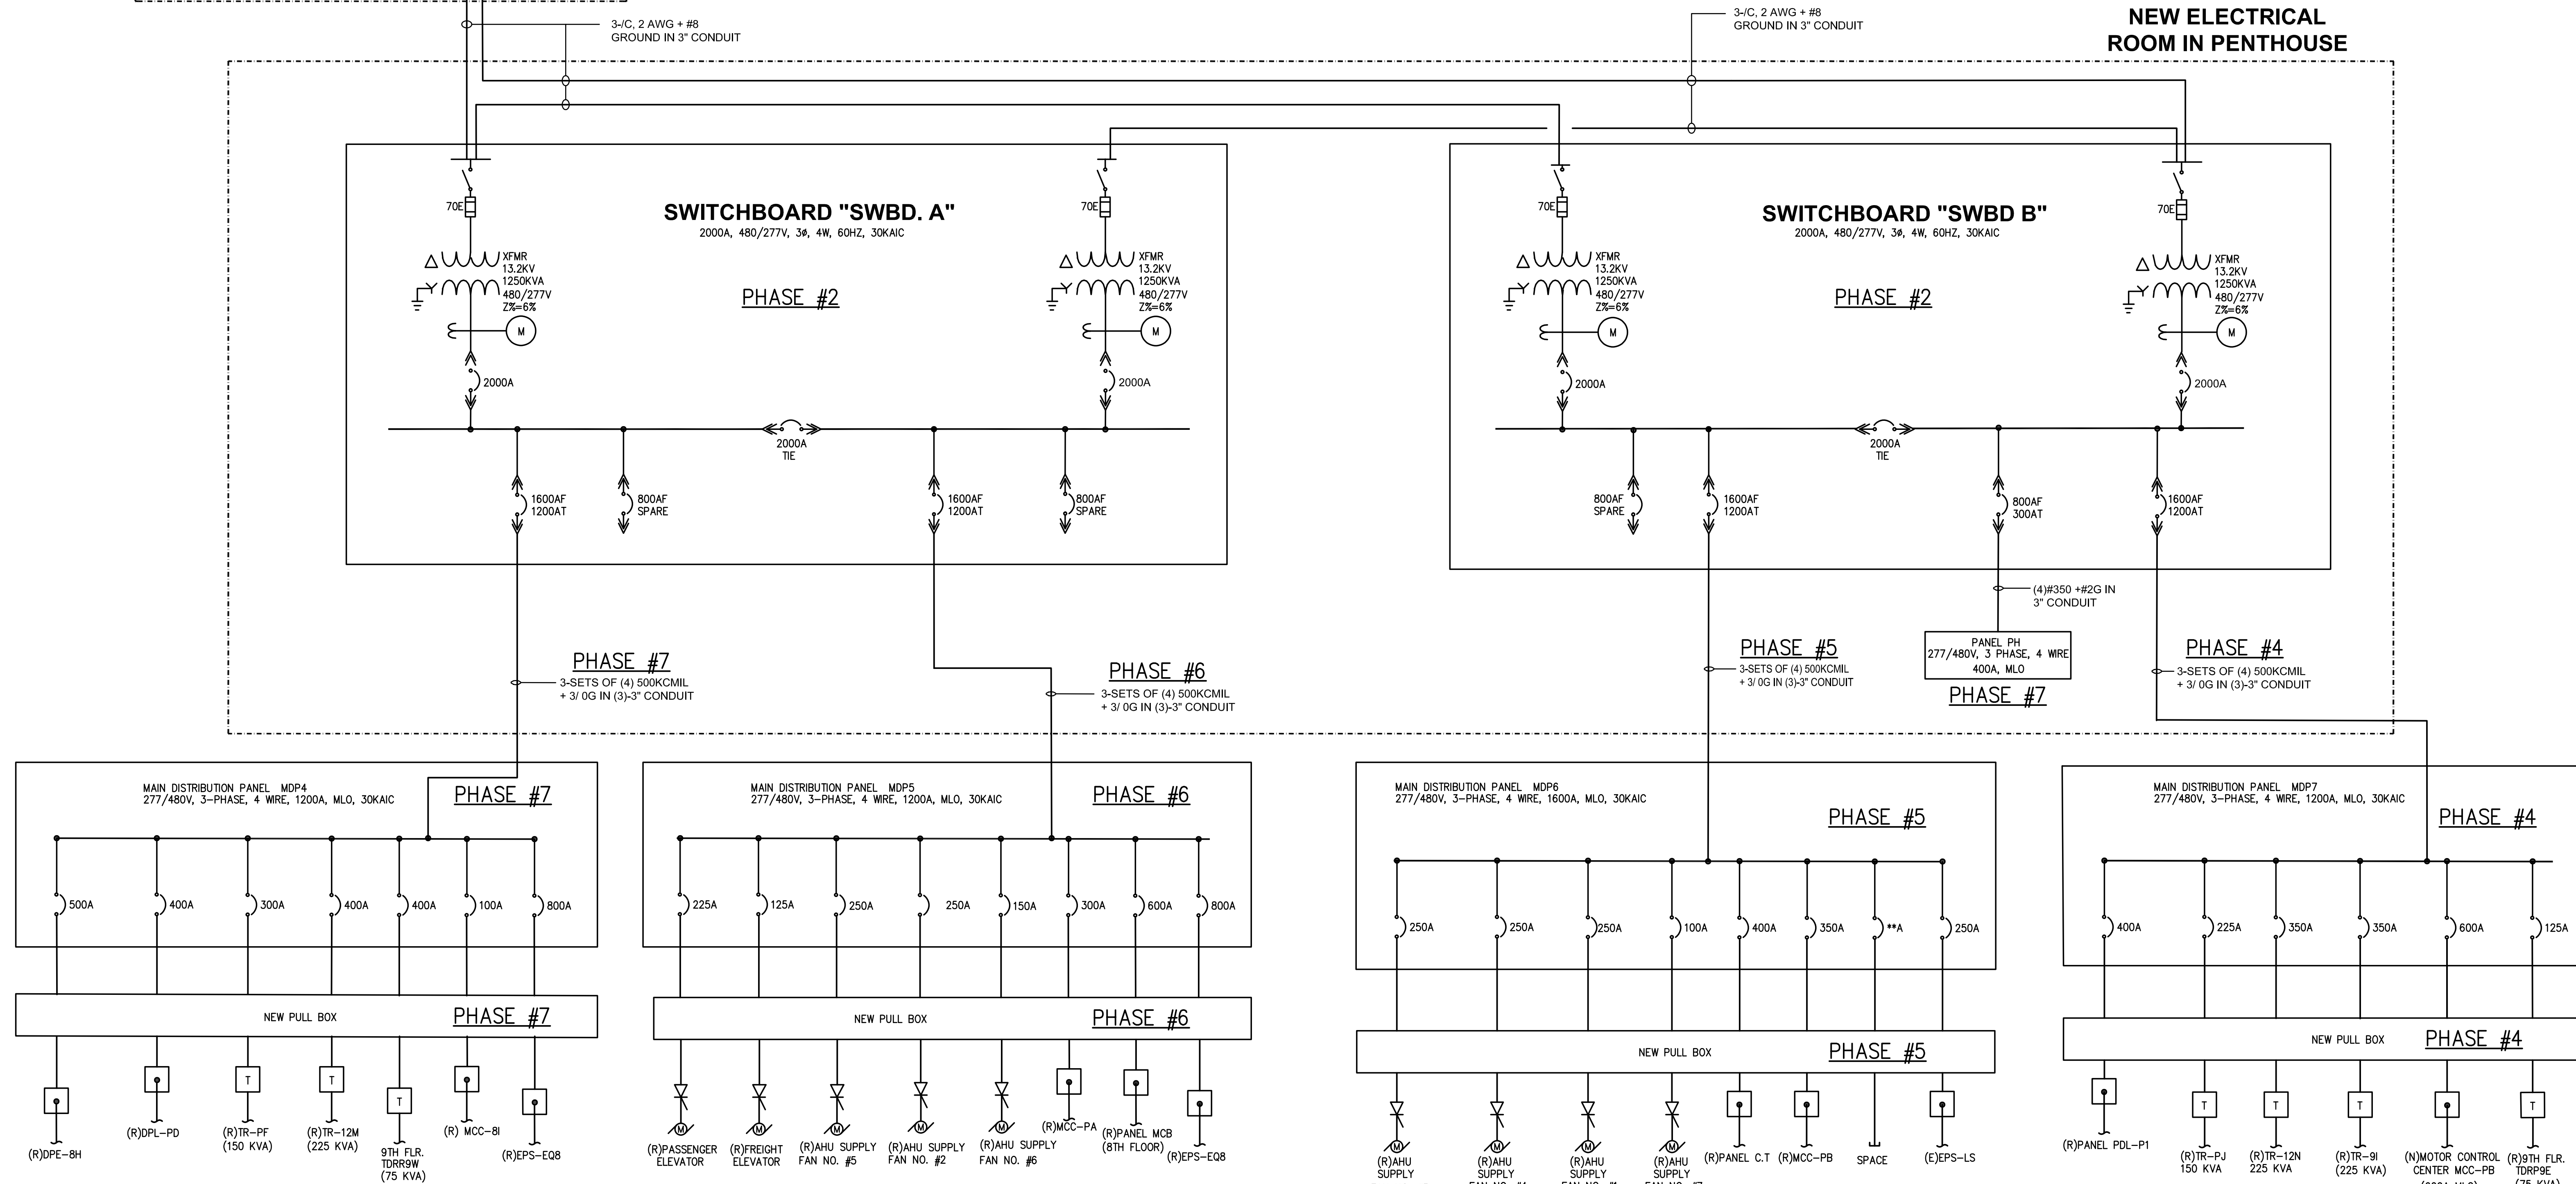 3-/C, 2 AWG + #8
GROUND IN 3" CONDUIT
3-/C, 2 AWG + #8
GROUND IN 3" CONDUIT
NEW ELECTRICAL
ROOM IN PENTHOUSE
SWITCHBOARD "SWBD. A"
2000A, 480/277V, 3ø, 4W, 60HZ, 30KAIC
PHASE #2
70E
XFMR
13.2KV
1250KVA
480/277V
Z%=6%
M
2000A
70E
XFMR
13.2KV
1250KVA
480/277V
Z%=6%
M
2000A
2000A
TIE
1600AF
1200AT
800AF
SPARE
1600AF
1200AT
800AF
SPARE
SWITCHBOARD "SWBD B"
2000A, 480/277V, 3ø, 4W, 60HZ, 30KAIC
PHASE #2
70E
XFMR
13.2KV
1250KVA
480/277V
Z%=6%
M
2000A
70E
XFMR
13.2KV
1250KVA
480/277V
Z%=6%
M
2000A
2000A
TIE
800AF
SPARE
1600AF
1200AT
800AF
300AT
1600AF
1200AT
PHASE #7
3-SETS OF (4) 500KCMIL
+ 3/ 0G IN (3)-3" CONDUIT
PHASE #6
3-SETS OF (4) 500KCMIL
+ 3/ 0G IN (3)-3" CONDUIT
PHASE #5
3-SETS OF (4) 500KCMIL
+ 3/ 0G IN (3)-3" CONDUIT
(4)#350 +#2G IN
3" CONDUIT
PANEL PH
277/480V, 3 PHASE, 4 WIRE
400A, MLO
PHASE #7
PHASE #4
3-SETS OF (4) 500KCMIL
+ 3/ 0G IN (3)-3" CONDUIT
MAIN DISTRIBUTION PANEL MDP4
277/480V, 3-PHASE, 4 WIRE, 1200A, MLO, 30KAIC
PHASE #7
500A
400A
300A
400A
400A
100A
800A
NEW PULL BOX
PHASE #7
T
T
T
(R)DPE-8H
(R)DPL-PD
(R)TR-PF
(150 KVA)
(R)TR-12M
(225 KVA)
9TH FLR.
TDRR9W
(75 KVA)
(R) MCC-8I
(R)EPS-EQ8
MAIN DISTRIBUTION PANEL MDP5
277/480V, 3-PHASE, 4 WIRE, 1200A, MLO, 30KAIC
PHASE #6
225A
125A
250A
250A
150A
300A
600A
800A
NEW PULL BOX
PHASE #6
M
M
M
M
M
(R)PASSENGER
ELEVATOR
(R)FREIGHT
ELEVATOR
(R)AHU SUPPLY
FAN NO. #5
(R)AHU SUPPLY
FAN NO. #2
(R)AHU SUPPLY
FAN NO. #6
(R)MCC-PA
(R)PANEL MCB
(8TH FLOOR)
(R)EPS-EQ8
MAIN DISTRIBUTION PANEL MDP6
277/480V, 3-PHASE, 4 WIRE, 1600A, MLO, 30KAIC
PHASE #5
250A
250A
250A
100A
400A
350A
**A
250A
NEW PULL BOX
PHASE #5
M
M
M
M
(R)AHU
SUPPLY
(R)AHU
SUPPLY
(R)AHU
SUPPLY
(R)AHU
SUPPLY
(R)PANEL C.T
(R)MCC-PB
SPACE
(E)EPS-LS
MAIN DISTRIBUTION PANEL MDP7
277/480V, 3-PHASE, 4 WIRE, 1200A, MLO, 30KAIC
PHASE #4
400A
225A
350A
350A
600A
125A
NEW PULL BOX
PHASE #4
T
T
T
T
(R)PANEL PDL-P1
(R)TR-PJ
150 KVA
(R)TR-12N
225 KVA
(R)TR-9I
(225 KVA)
(N)MOTOR CONTROL
CENTER MCC-PB
(R)9TH FLR.
TDRP9E
(75 KVA)